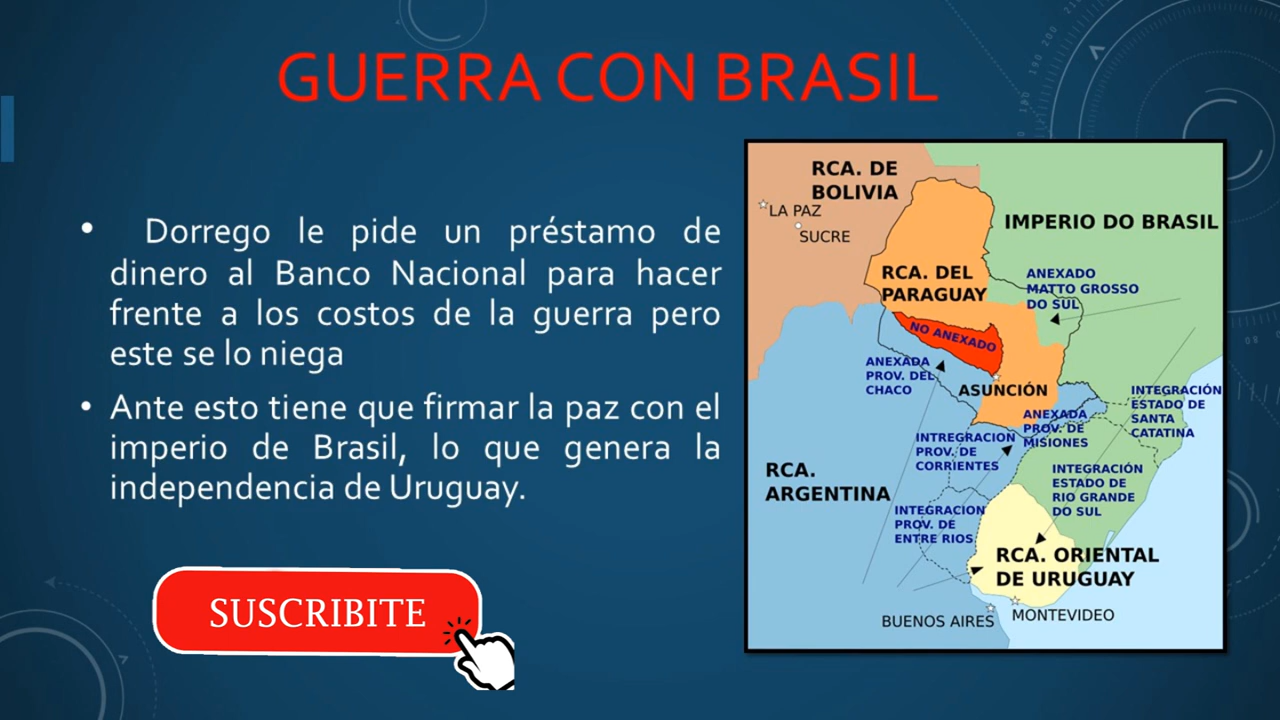 GUERRA CON BRASIL
• Dorrego le pide un préstamo de
dinero al Banco Nacional para hacer
frente a los costos de la guerra pero
este se lo niega
• Ante esto tiene que firmar la paz con el
imperio de Brasil, lo que genera la
independencia de Uruguay.
SUSCRIBITE
RCA. DE
BOLIVIA
LA PAZ
SUCRE
IMPERIO DO BRASIL
RCA. DEL
PARAGUAY
ANEXADO
MATTO GROSSO
DO SUL
NO ANEXADO
ANEXADA
PROV. DEL
CHACO
ASUNCIÓN
INTEGRACIÓN
ESTADO DE
SANTA
CATATINA
ANEXADA
PROV. DE
MISIONES
INTREGRACION
PROV. DE
CORRIENTES
RCA.
ARGENTINA
INTEGRACIÓN
ESTADO DE
RIO GRANDE
DO SUL
INTEGRACION
PROV. DE
ENTRE RIOS
RCA. ORIENTAL
DE URUGUAY
BUENOS AIRES
MONTEVIDEO